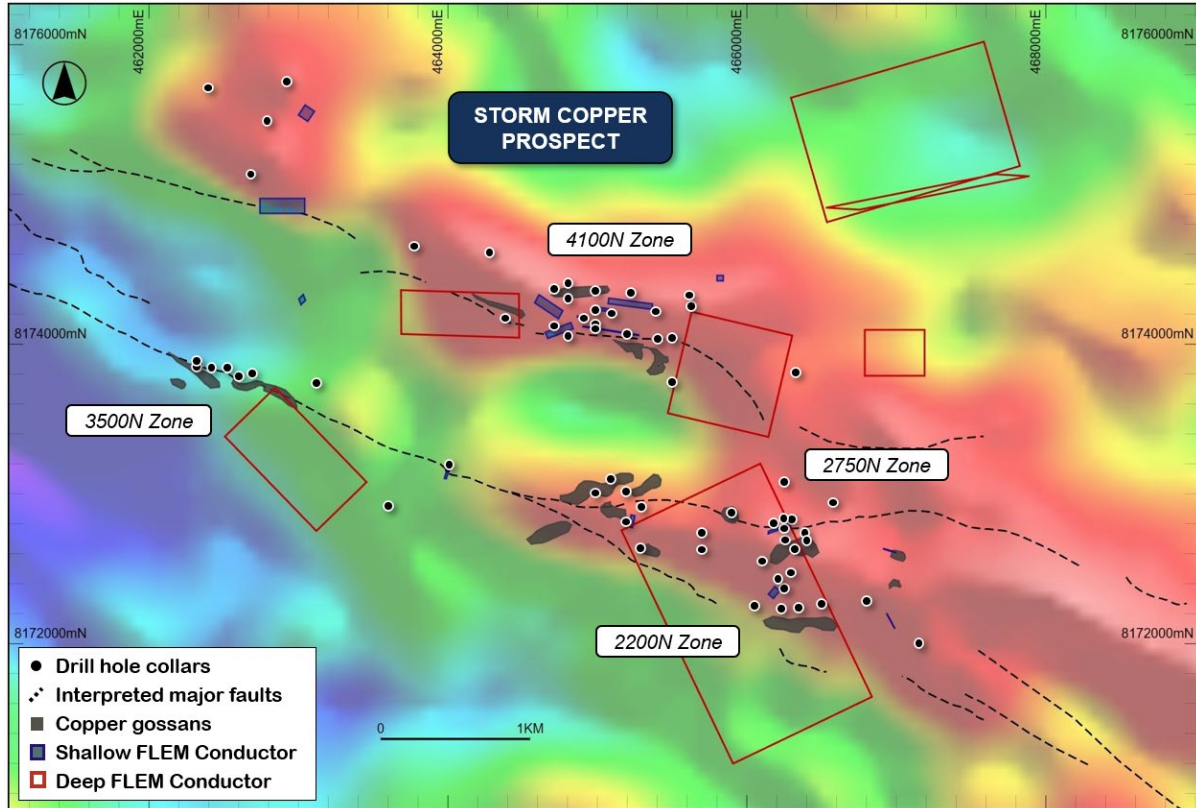 8176000mN
462000mE
464000mE
466000mE
468000mE
8176000mN
STORM COPPER
PROSPECT
4100N Zone
8174000mN
8174000mN
3500N Zone
2750N Zone
2200N Zone
8172000mN
8172000mN
Drill hole collars
Interpreted major faults
Copper gossans
Shallow FLEM Conductor
Deep FLEM Conductor
0 1KM